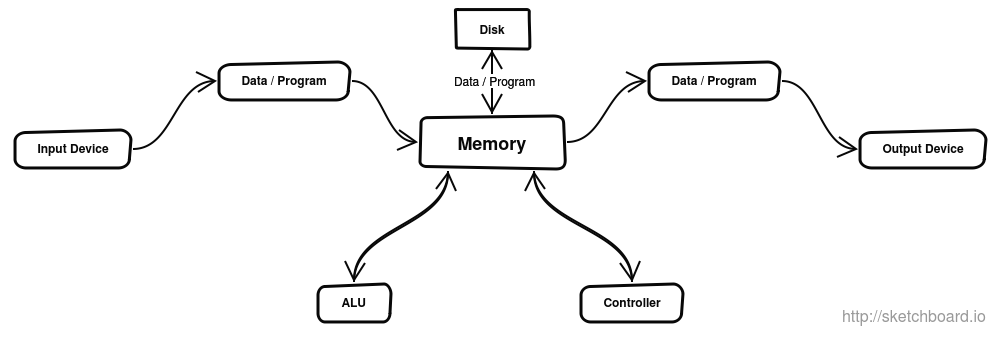 Disk
Data / Program
Data / Program
Data / Program
Memory
Input Device
Output Device
ALU
Controller
http://sketchboard.io